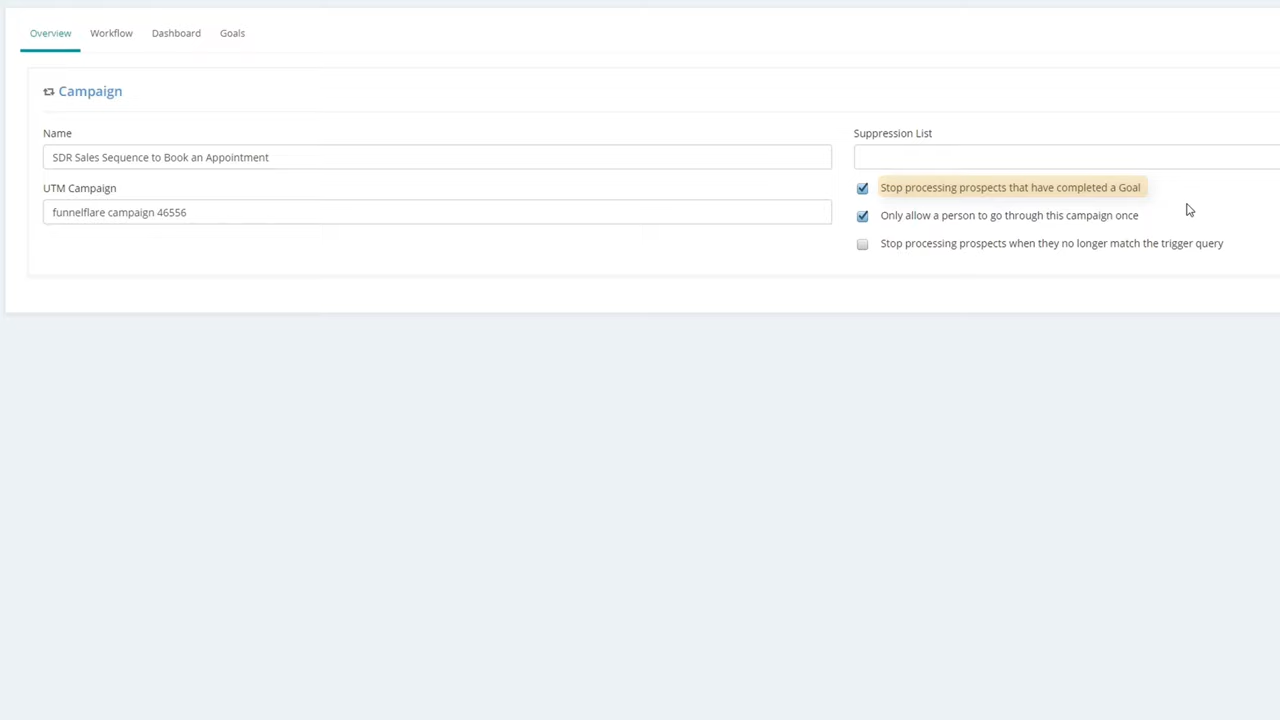 Overview Workflow Dashboard Goals
Campaign
Name
SDR Sales Sequence to Book an Appointment
UTM Campaign
funnelflare campaign 46556
Suppression List
Stop processing prospects that have completed a Goal
Only allow a person to go through this campaign once
Stop processing prospects when they no longer match the trigger query